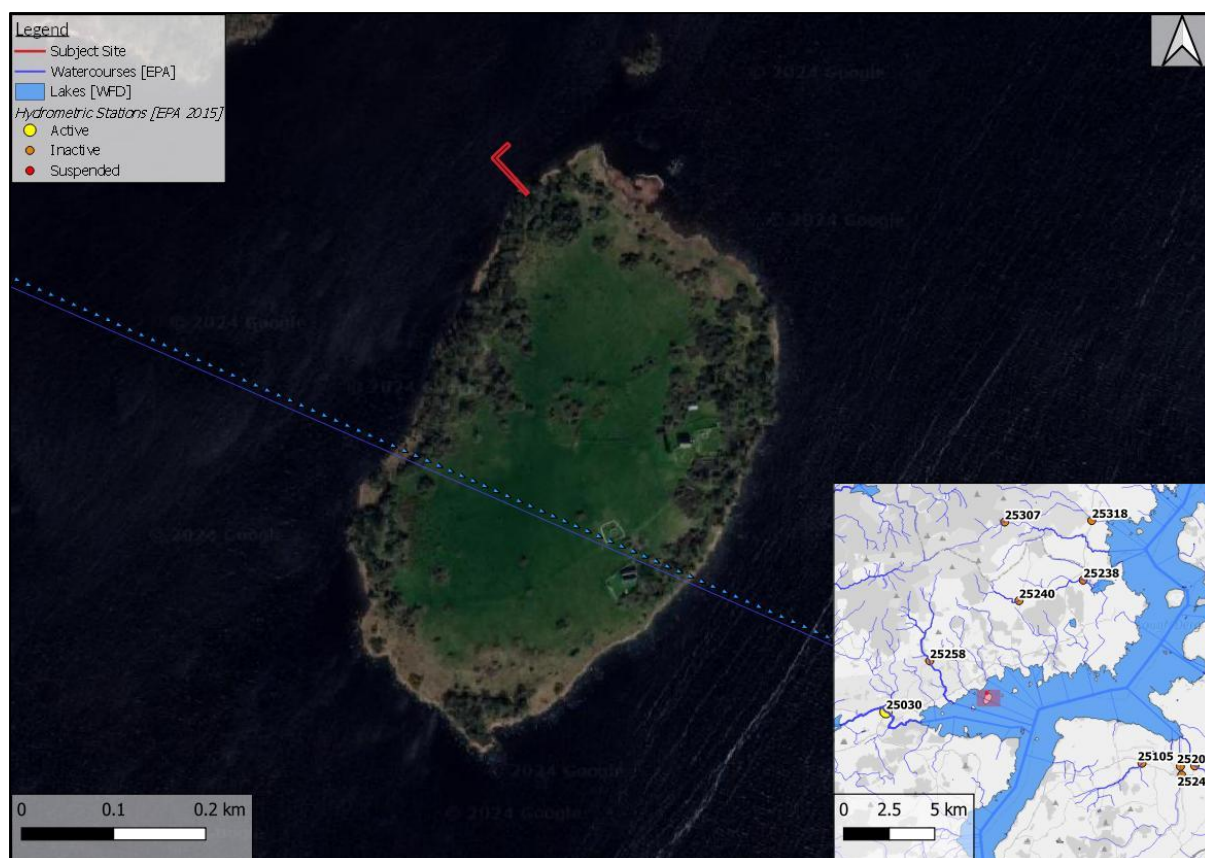 Legend
Subject Site
Watercourses [EPA]
Lakes [WFD]
Hydrometric Stations [EPA 2015]
Active
Inactive
Suspended
© 2024 Google
© 2024 Google
© 2024 Google
© 2024 Google
© 2024 Google
© 2024 Google
© 2024 Google
0 0.1 0.2 km
25307
25318
25238
25240
25258
25030
25105
2520
2524
0 2.5 5 km